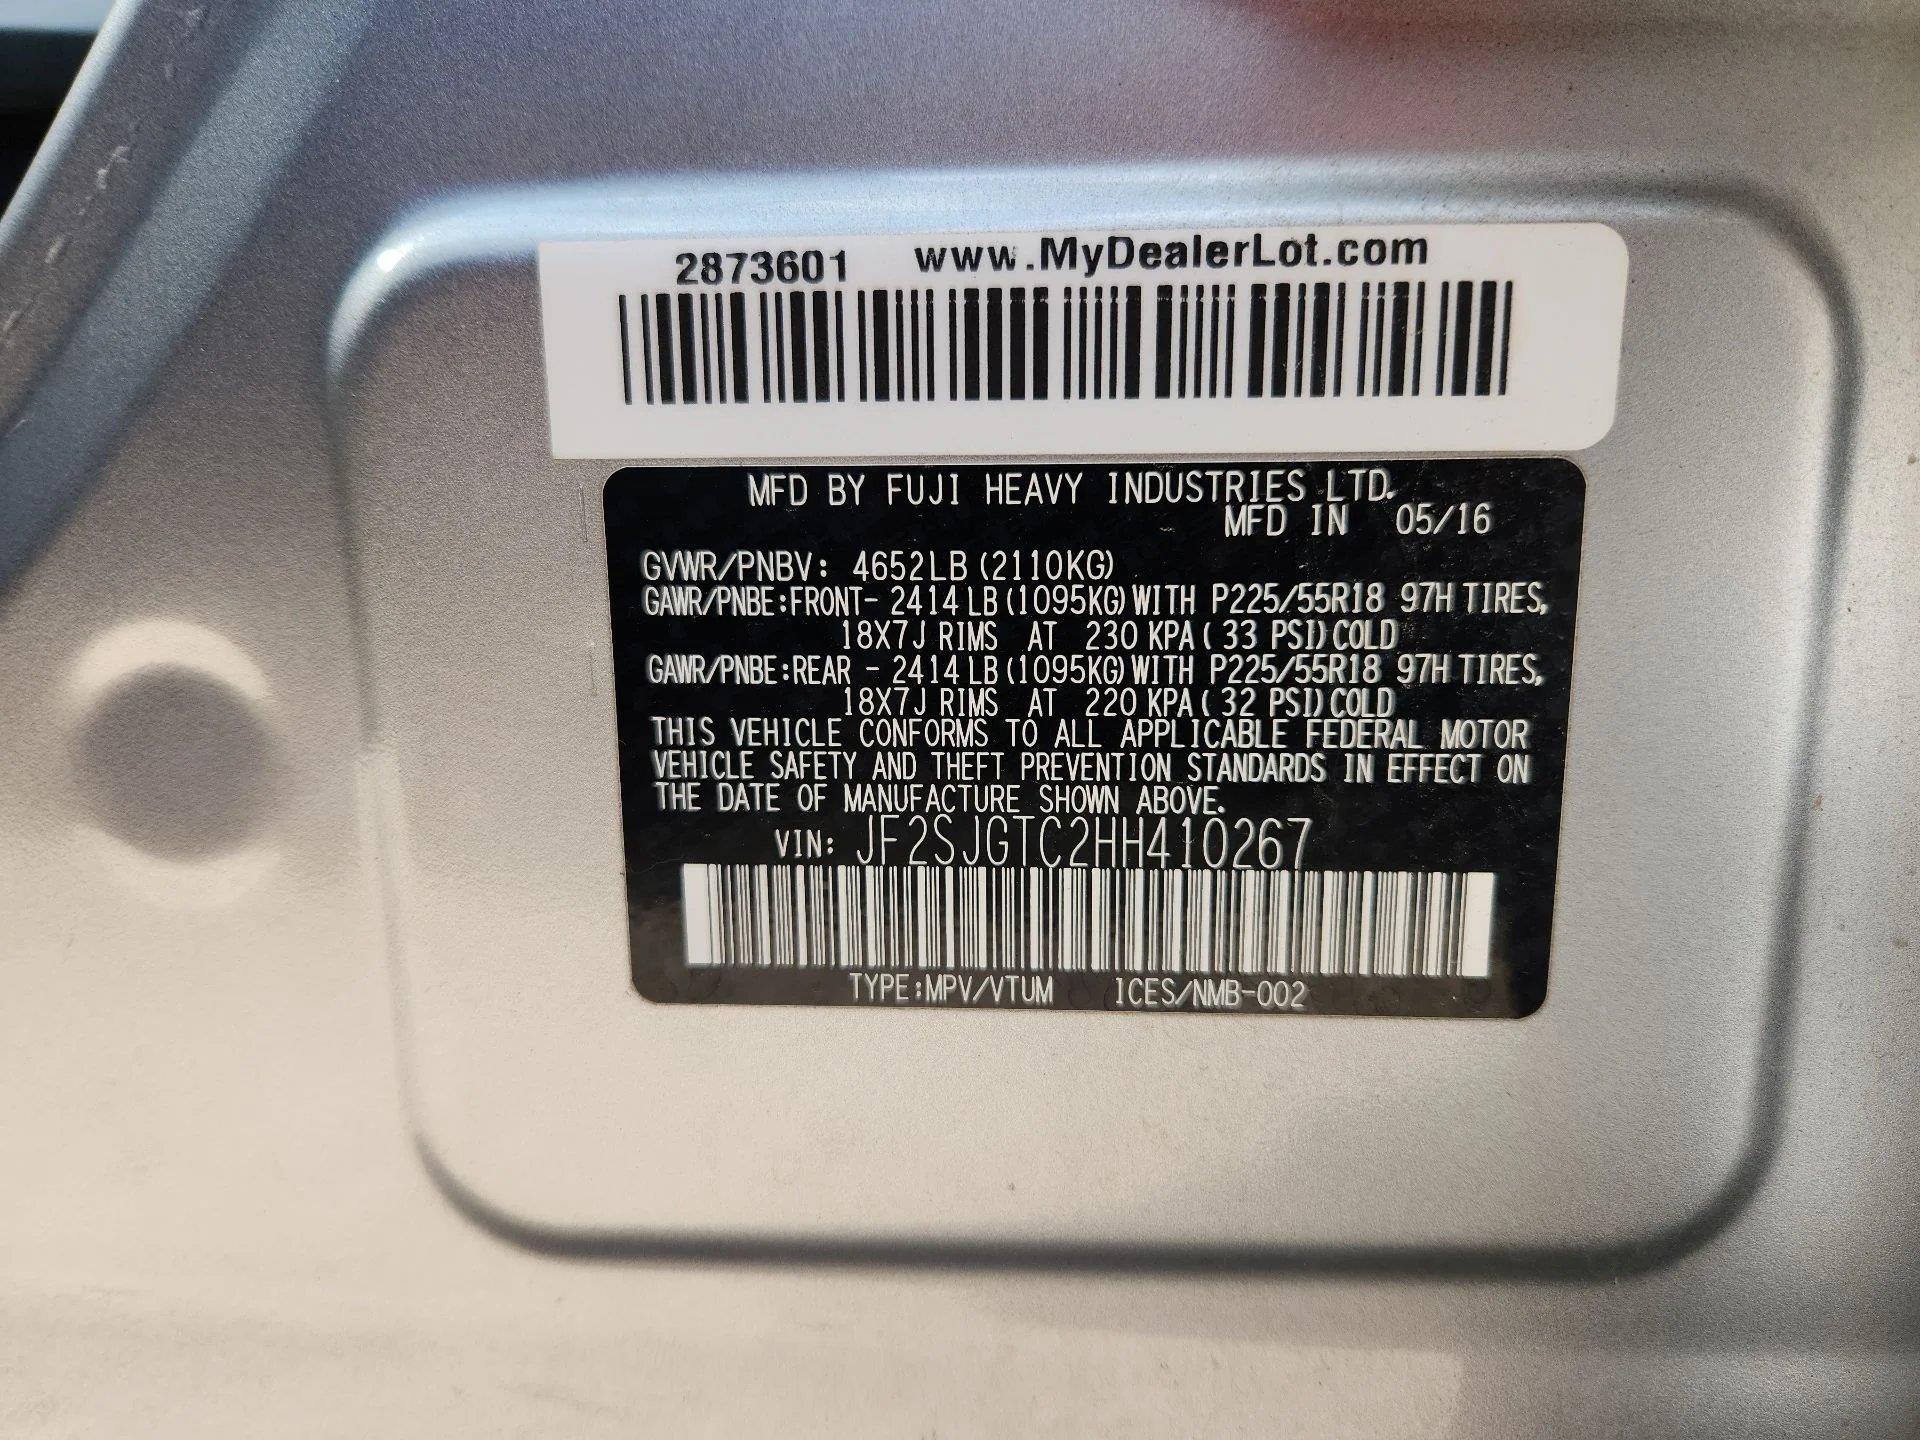 2873601 www.MyDealerLot.com
MFD BY FUJI HEAVY INDUSTRIES LTD.
MFD IN 05/16
GVWR/PNBV: 4652LB (2110KG)
GAWR/PNBE:FRONT- 2414LB (1095KG) WITH P225/55R18 97H TIRES,
18X7J RIMS AT 230 KPA ( 33 PSI) COLD
GAWR/PNBE:REAR - 2414LB (1095KG) WITH P225/55R18 97H TIRES,
18X7J RIMS AT 220 KPA ( 32 PSI) COLD
THIS VEHICLE CONFORMS TO ALL APPLICABLE FEDERAL MOTOR
VEHICLE SAFETY AND THEFT PREVENTION STANDARDS IN EFFECT ON
THE DATE OF MANUFACTURE SHOWN ABOVE.
VIN: JF2SJGTC2HH410267
TYPE:MPV/VTUM ICES/NMB-002